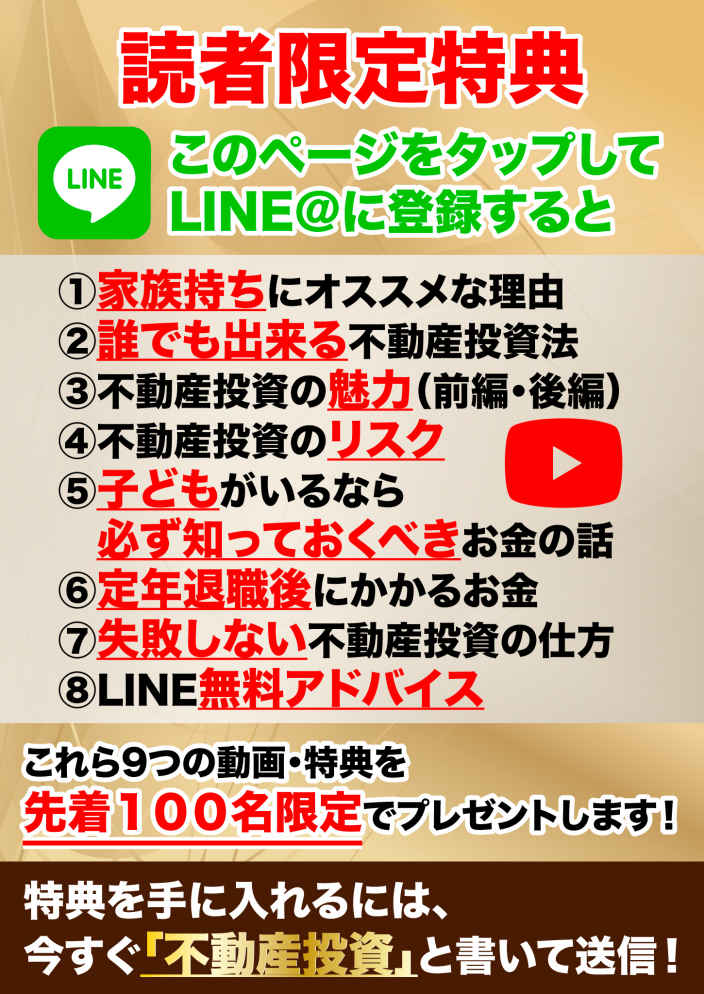 読者限定特典
LINE
このページをタップして
LINE@に登録すると
①家族持ちにオススメな理由
②誰でも出来る不動産投資法
③不動産投資の魅力(前編・後編)
④不動産投資のリスク
⑤子どもがいるなら
必ず知っておくべきお金の話
⑥定年退職後にかかるお金
⑦失敗しない不動産投資の仕方
⑧LINE無料アドバイス
これら9つの動画・特典を
先着100名限定でプレゼントします!
特典を手に入れるには、
今すぐ「不動産投資」と書いて送信!